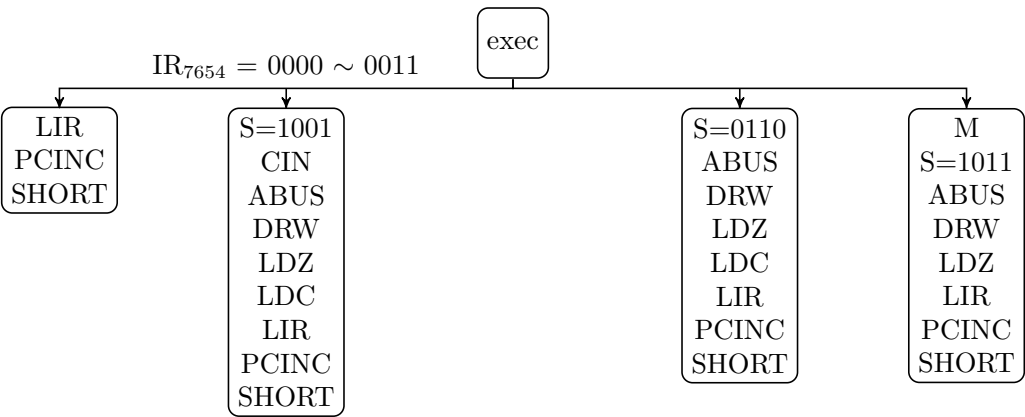 exec
IR₇₆₅₄ = 0000 ∼ 0011
LIR
PCINC
SHORT
S=1001
CIN
ABUS
DRW
LDZ
LDC
LIR
PCINC
SHORT
S=0110
ABUS
DRW
LDZ
LDC
LIR
PCINC
SHORT
M
S=1011
ABUS
DRW
LDZ
LIR
PCINC
SHORT